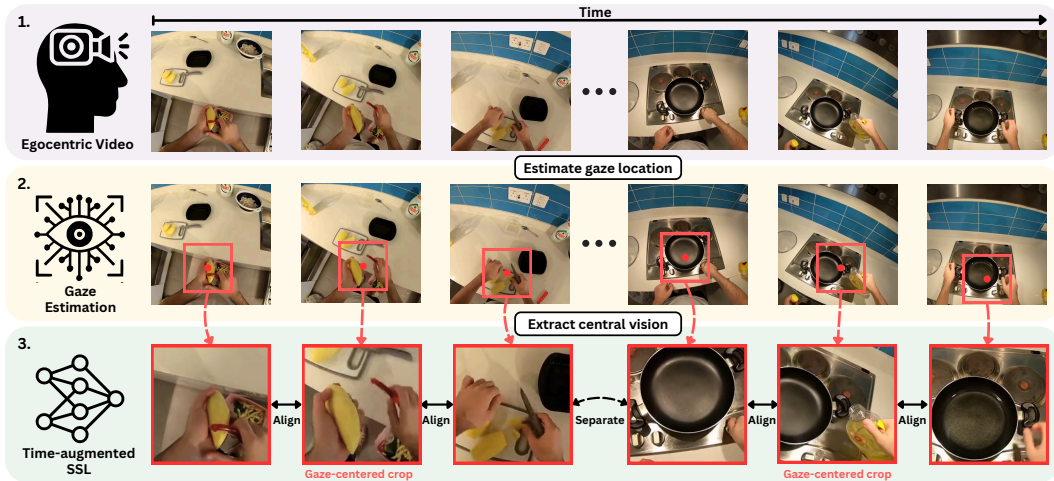 Time
1.
Egocentric Video
Estimate gaze location
2.
Gaze
Estimation
Extract central vision
3.
Time-augmented
SSL
Align
Align
Separate
Align
Align
Gaze-centered crop
Gaze-centered crop